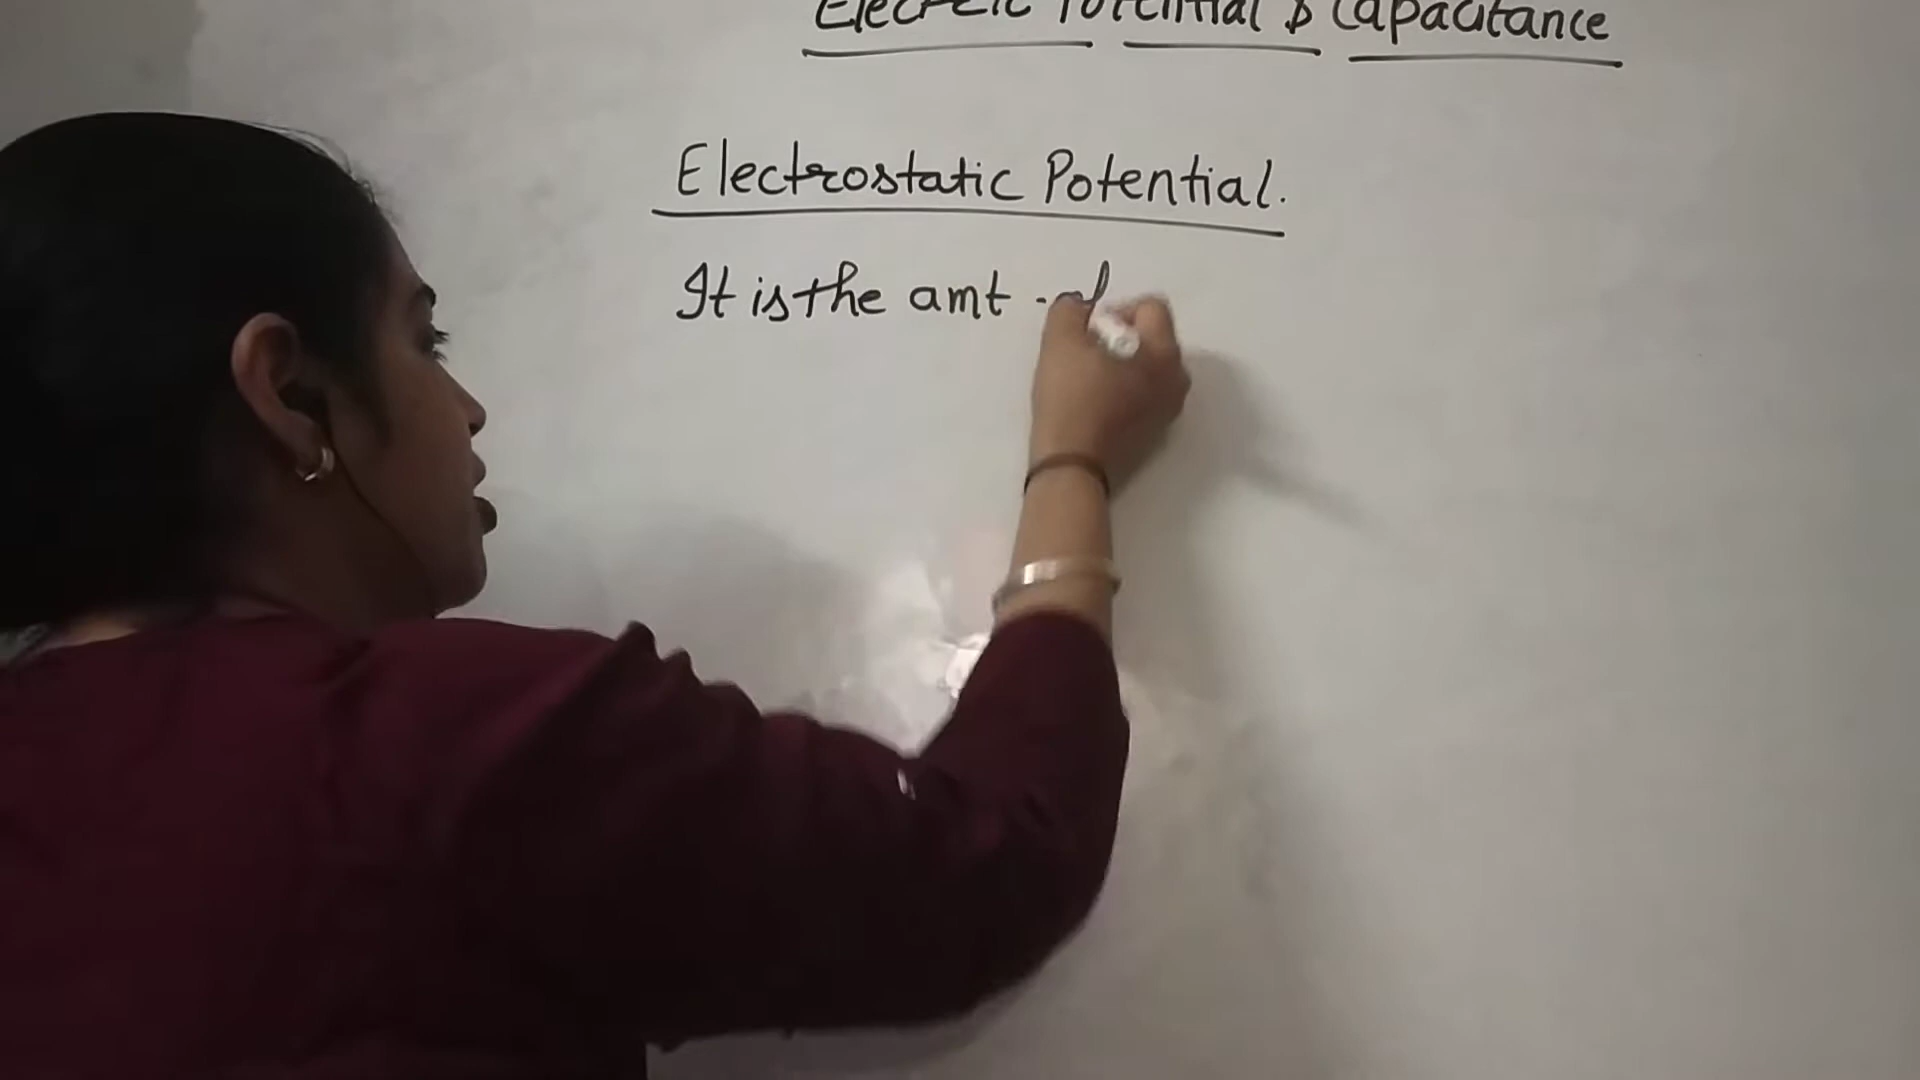 Electric Potential & Capacitance
Electrostatic Potential.
It is the amt. of